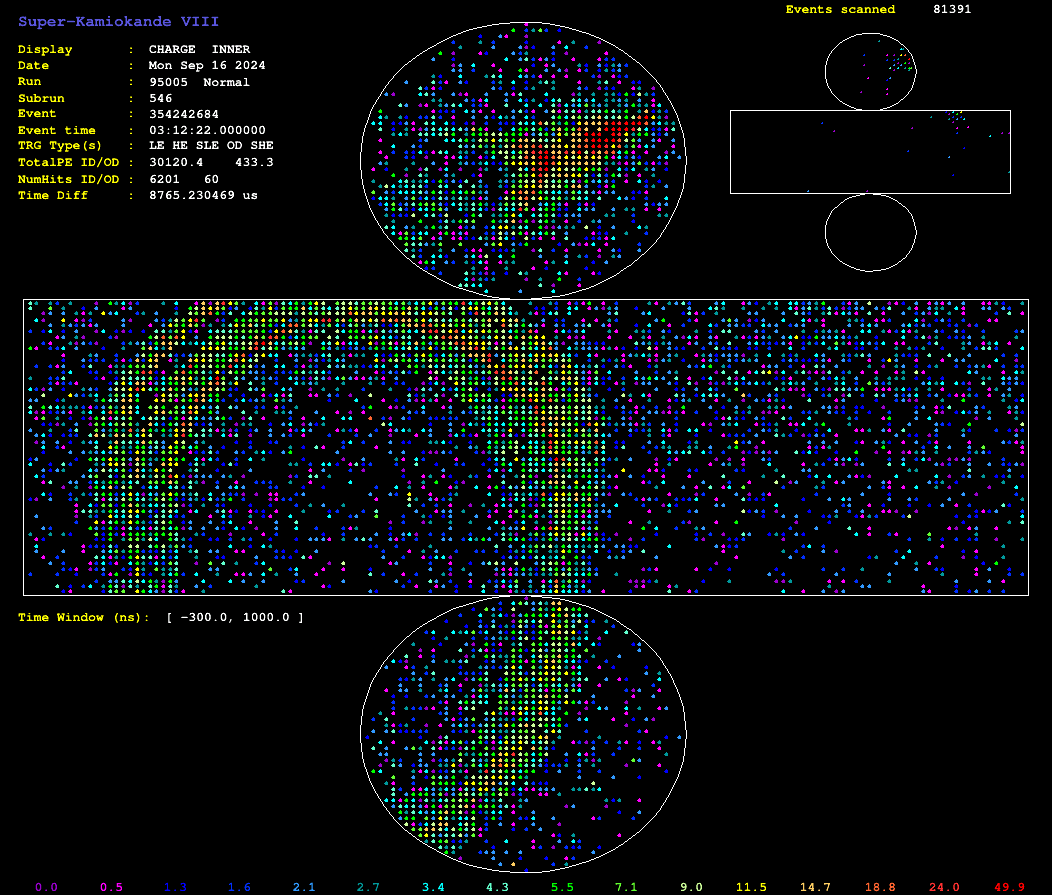 Super-Kamiokande VIII
Events scanned 81391
Display : CHARGE INNER
Date : Mon Sep 16 2024
Run : 95005 Normal
Subrun : 546
Event : 354242684
Event time : 03:12:22.000000
TRG Type(s) : LE HE SLE OD SHE
TotalPE ID/OD : 30120.4 433.3
NumHits ID/OD : 6201 60
Time Diff : 8765.230469 us
Time Window (ns): [ -300.0, 1000.0 ]
0.0 0.5 1.3 1.6 2.1 2.7 3.4 4.3 5.5 7.1 9.0 11.5 14.7 18.8 24.0 49.9